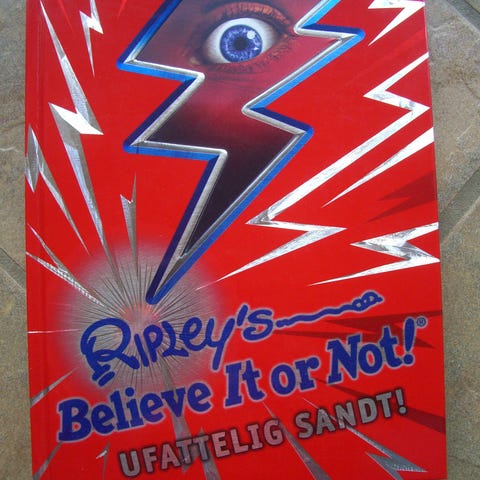 RIPLEY's
Believe It or Not!®
UFATTELIG SANDT!